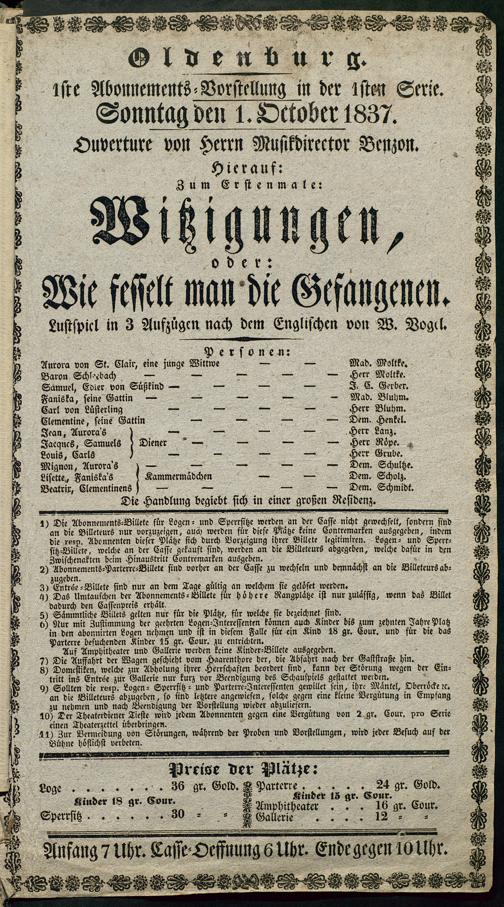 Oldenburg.
1ste Abonnements-Vorstellung in der 1sten Serie.
Sonntag den 1. October 1837.
Ouverture von Herrn Musikdirector Benzon.
Hierauf:
Zum Erstenmale:
Witzigungen,
oder:
Wie fesselt man die Gefangenen.
Lustspiel in 3 Aufzügen nach dem Englischen von W. Vogel.
Personen:
Aurora von St. Clair, eine junge Wittwe — — — Mad. Moltke.
Baron Schlebach — — — — — Herr Moltke.
Samuel, Edler von Süßkind — — — — — J. C. Gerber.
Faniska, seine Gattin — — — — — Mad. Bluhm.
Carl von Lüßerling — — — — — Herr Bluhm.
Clementine, seine Gattin — — — — — Dem. Henkel.
Jean, Aurora's — — — — Herr Lanz.
Jacques, Samuels } Diener — — — — Herr Röpe.
Louis, Carls — — — — Herr Grube.
Mignon, Aurora's — — — — Dem. Schultze.
Lisette, Faniska's } Kammermädchen — — — Dem. Scholz.
Beatrix, Clementinens — — — Dem. Schmidt.
Die Handlung begiebt sich in einer großen Residenz.
1) Die Abonnements-Billete für Logen- und Sperrsitze werden an der Casse nicht gewechselt, sondern sind
an die Billeteurs nur vorzuzeigen, auch werden für diese Plätze keine Contremarken ausgegeben, indem
die resp. Abonnenten dieser Plätze sich durch Vorzeigung ihrer Billete legitimiren. Logen- und Sperr-
sitz-Billete, welche an der Casse gekauft sind, werden an die Billeteurs abgegeben, welche dafür in den
Zwischenakten beim Hinaustritt Contremarken ausgeben.
2) Abonnements-Parterre-Billete sind vorher an der Casse zu wechseln und demnächst an die Billeteurs ab-
zugeben.
3) Entrée-Billete sind nur an dem Tage gültig an welchem sie gelöset werden.
4) Das Umtauschen der Abonnements-Billete für höhere Rangplätze ist nur zulässig, wenn das Billet
dadurch den Cassenpreis erhält.
5) Sämmtliche Billets gelten nur für die Plätze, für welche sie bezeichnet sind.
6) Nur mit Zustimmung der geehrten Logen-Interessenten können auch Kinder bis zum zehnten Jahre Platz
in den abonnirten Logen nehmen und ist in diesem Falle für ein Kind 18 gr. Cour. und für die das
Parterre besuchenden Kinder 15 gr. Cour. zu entrichten.
Auf Amphitheater und Gallerie werden keine Kinder-Billete ausgegeben.
7) Die Auffahrt der Wagen geschieht vom Haarenthore her, die Abfahrt nach der Gaststraße hin.
8) Domestiken, welche zur Abholung ihrer Herrschaften beordert sind, kann der Störung wegen der Ein-
tritt ins Entrée zur Gallerie nur kurz vor Beendigung des Schauspiels gestattet werden.
9) Sollten die resp. Logen- Sperrsitz- und Parterre-Interessenten gewillet sein, ihre Mäntel, Oberröcke ꝛc.
an die Billeteurs abzugeben, so sind letztere angewiesen, solche gegen eine kleine Vergütung in Empfang
zu nehmen und nach Beendigung der Vorstellung wieder abzuliefern.
10) Der Theaterdiener Tietke wird jedem Abonnenten gegen eine Vergütung von 2 gr. Cour. pro Serie
einen Theaterzettel überbringen.
11) Zur Vermeidung von Störungen, während der Proben und Vorstellungen, wird jeder Besuch auf der
Bühne höflichst verbeten.
Preise der Plätze:
Loge . . . . . . . 36 gr. Gold.
Kinder 18 gr. Cour.
Sperrsitz . . . . . . 30 - -
Parterre . . . . . 24 gr. Gold.
Kinder 15 gr. Cour.
Amphitheater . . . . 16 gr. Cour.
Gallerie . . . . . 12 - -
Anfang 7 Uhr. Casse-Oeffnung 6 Uhr. Ende gegen 10 Uhr.